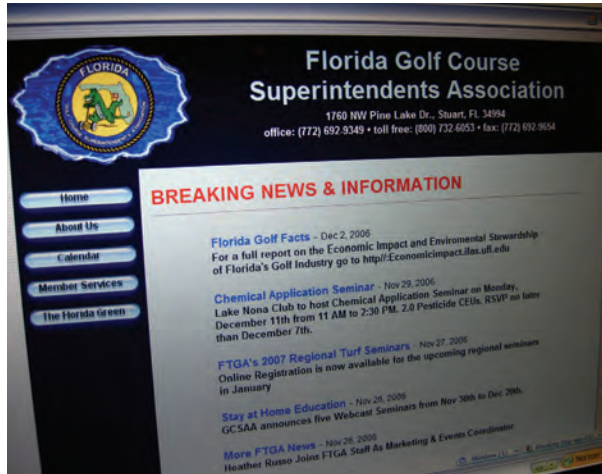 FLORIDA
Florida Golf Course
Superintendents Association
1760 NW Pine Lake Dr., Stuart, FL 34994
office: (772) 692-9349 • toll free: (800) 732-6053 • fax: (772) 692-9654
Home
About Us
Calendar
Member Services
The Florida Green
BREAKING NEWS & INFORMATION
Florida Golf Facts - Dec 2, 2006
For a full report on the Economic Impact and Enviromental Stewardship
of Florida's Golf Industry go to http//:Economicimpact.ifas.ufl.edu
Chemical Application Seminar - Nov 29, 2006
Lake Nona Club to host Chemical Application Seminar on Monday,
December 11th from 11 AM to 2:30 PM. 2.0 Pesticide CEUs. RSVP no later
than December 7th.
FTGA's 2007 Regional Turf Seminars - Nov 27, 2006
Online Registration is now available for the upcoming regional seminars
in January
Stay at Home Education - Nov 28, 2006
GCSAA announces five Webcast Seminars from Nov 30th to Dec 20th.
More FTGA News - Nov 28, 2006
Heather Russo Joins FTGA Staff As Marketing & Events Coordinator
Norton